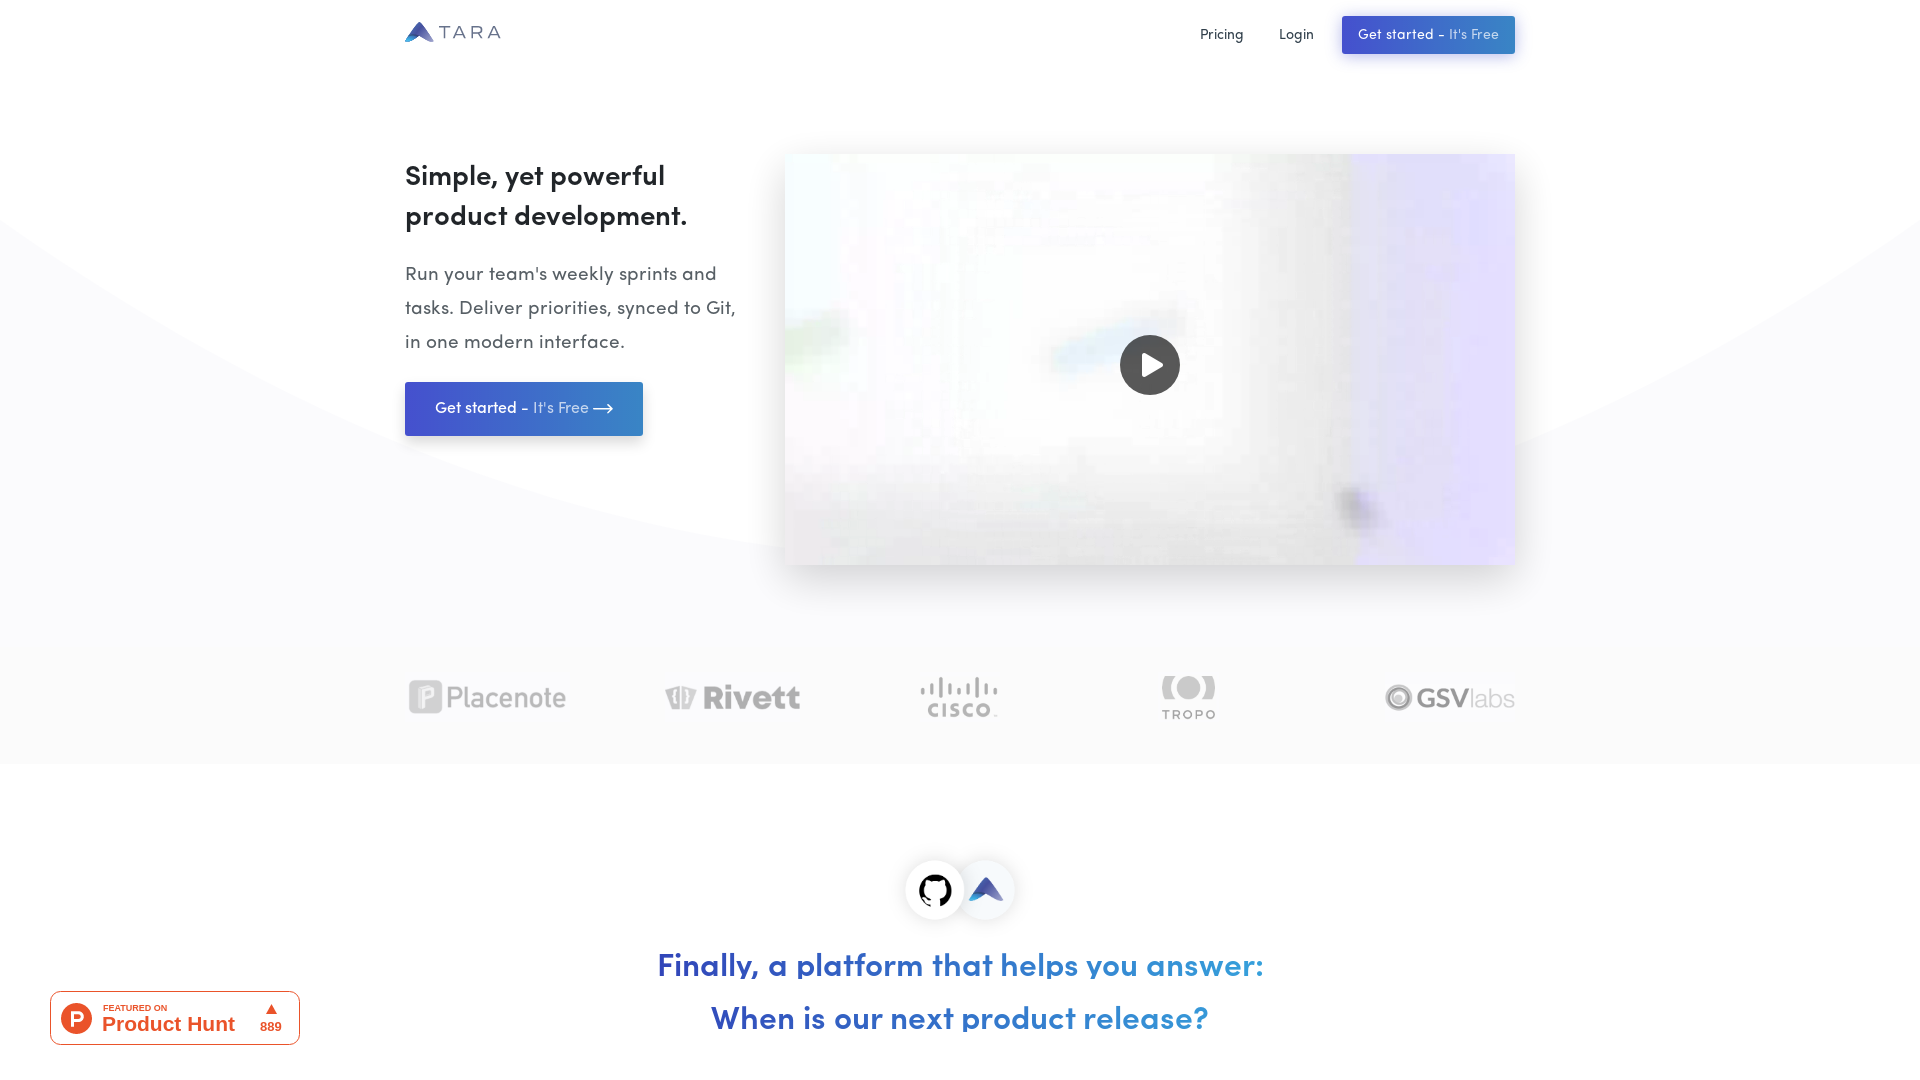 TARA
Pricing
Login
Get started - It's Free
Simple, yet powerful
product development.
Run your team's weekly sprints and
tasks. Deliver priorities, synced to Git,
in one modern interface.
Get started - It's Free
Placenote
Rivett
CISCO
TROPO
GSVlabs
Finally, a platform that helps you answer:
When is our next product release?
P
FEATURED ON
Product Hunt
889